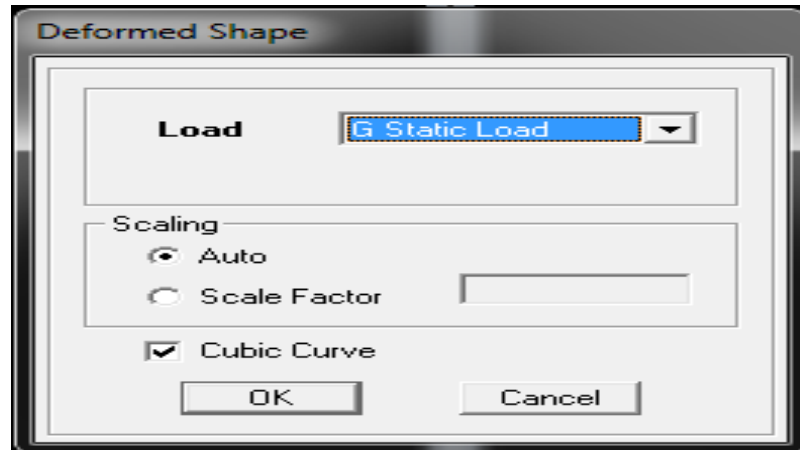 Deformed Shape
Load G Static Load
Scaling
Auto
Scale Factor
Cubic Curve
OK Cancel